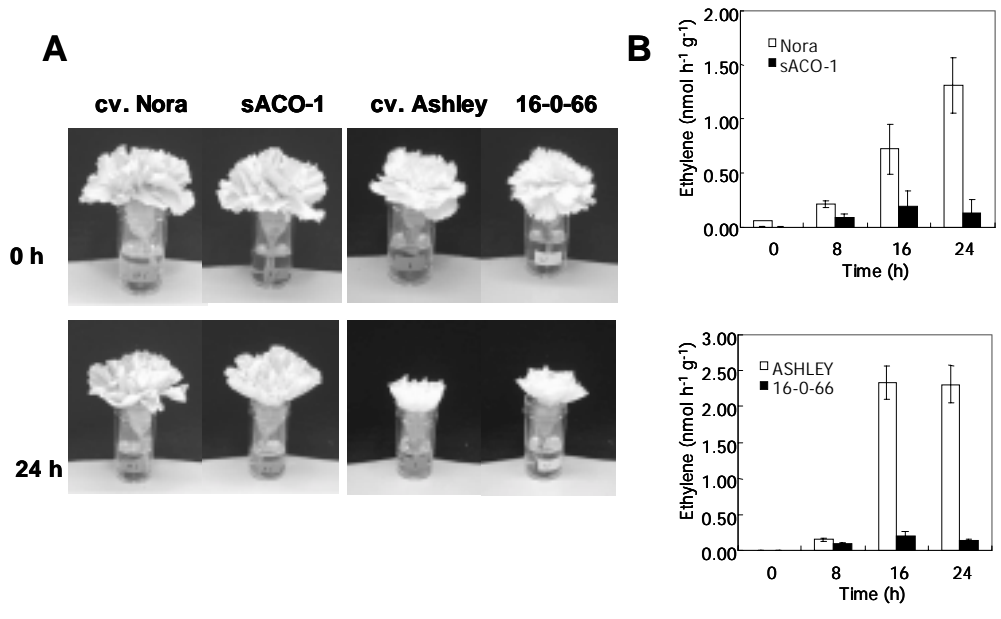 A
cv. Nora sACO-1 cv. Ashley 16-0-66
0 h
24 h
B
Ethylene (nmol h-1 g-1)
2.00
1.50
1.00
0.50
0.00
Nora
sACO-1
0 8 16 24
Time (h)
Ethylene (nmol h-1 g-1)
3.00
2.50
2.00
1.50
1.00
0.50
0.00
ASHLEY
16-0-66
0 8 16 24
Time (h)